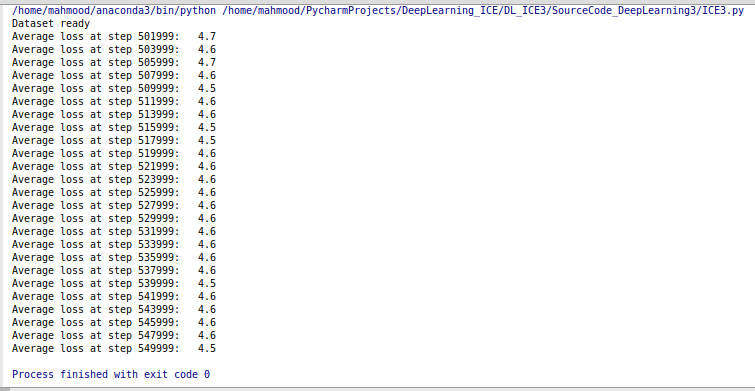 /home/mahmood/anaconda3/bin/python /home/mahmood/PycharmProjects/DeepLearning_ICE/DL_ICE3/SourceCode_DeepLearning3/ICE3.py
Dataset ready
Average loss at step 501999:   4.7
Average loss at step 503999:   4.6
Average loss at step 505999:   4.7
Average loss at step 507999:   4.6
Average loss at step 509999:   4.5
Average loss at step 511999:   4.6
Average loss at step 513999:   4.6
Average loss at step 515999:   4.5
Average loss at step 517999:   4.5
Average loss at step 519999:   4.6
Average loss at step 521999:   4.6
Average loss at step 523999:   4.6
Average loss at step 525999:   4.6
Average loss at step 527999:   4.6
Average loss at step 529999:   4.6
Average loss at step 531999:   4.6
Average loss at step 533999:   4.6
Average loss at step 535999:   4.6
Average loss at step 537999:   4.6
Average loss at step 539999:   4.5
Average loss at step 541999:   4.6
Average loss at step 543999:   4.6
Average loss at step 545999:   4.6
Average loss at step 547999:   4.6
Average loss at step 549999:   4.5
Process finished with exit code 0